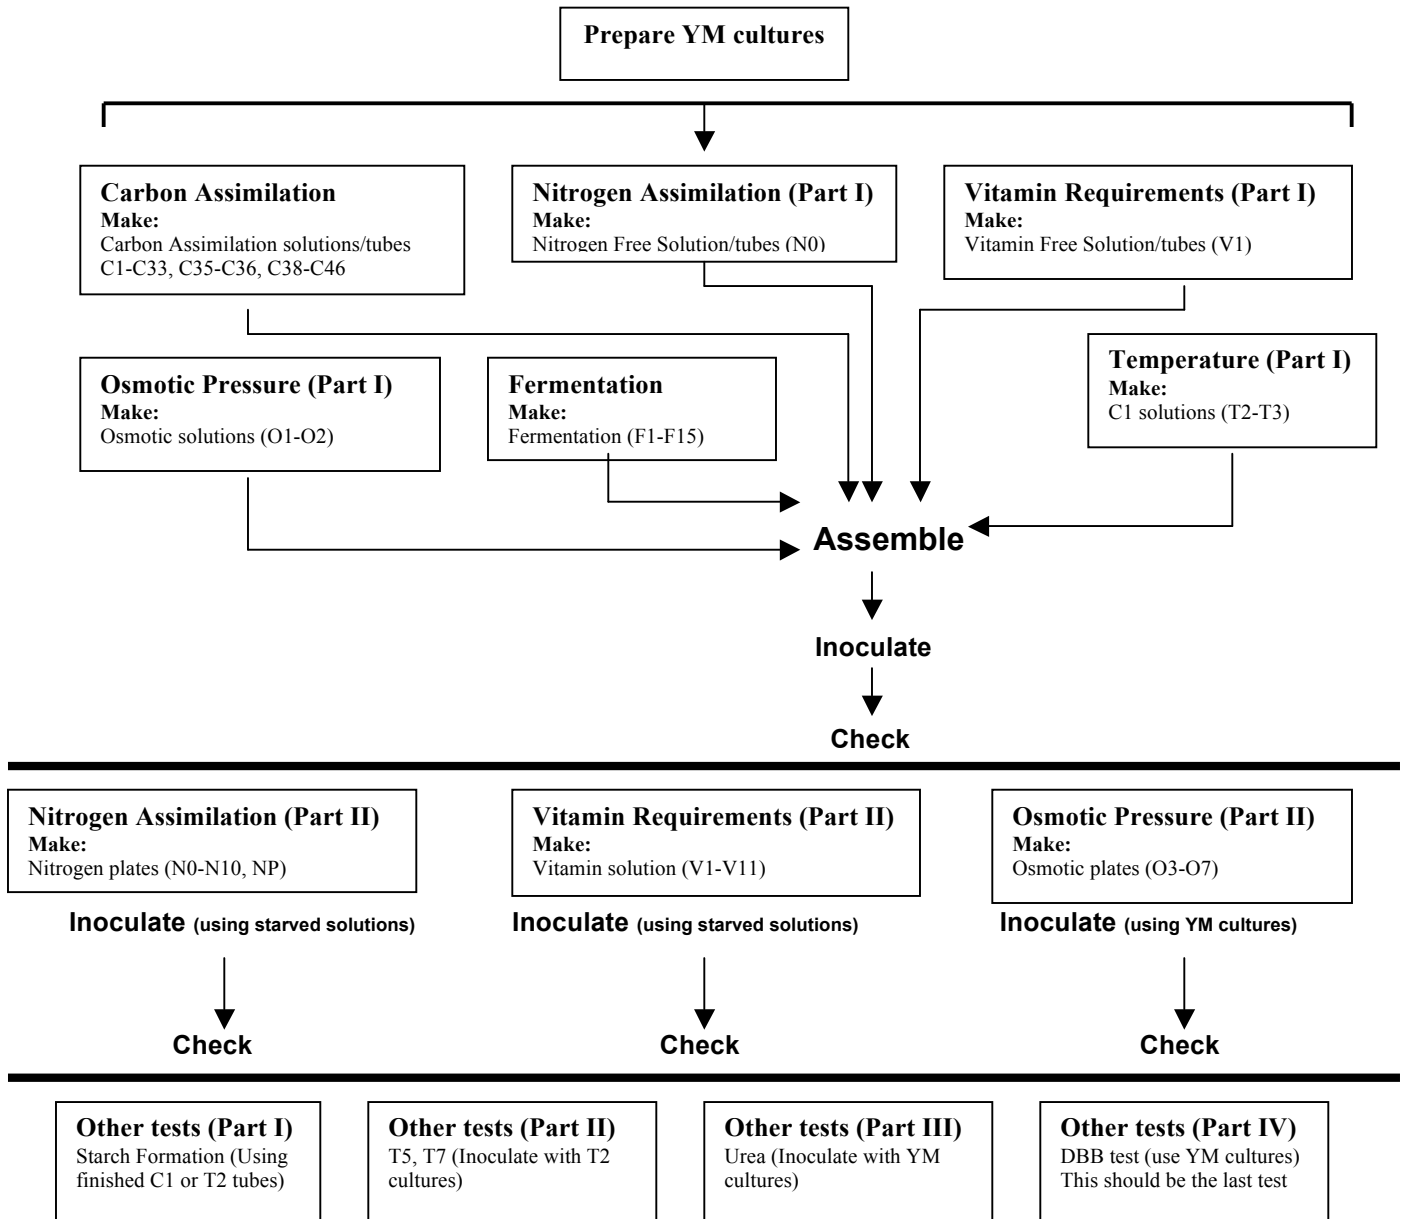 Prepare YM cultures
Carbon Assimilation
Make:
Carbon Assimilation solutions/tubes
C1-C33, C35-C36, C38-C46
Nitrogen Assimilation (Part I)
Make:
Nitrogen Free Solution/tubes (N0)
Vitamin Requirements (Part I)
Make:
Vitamin Free Solution/tubes (V1)
Osmotic Pressure (Part I)
Make:
Osmotic solutions (O1-O2)
Fermentation
Make:
Fermentation (F1-F15)
Temperature (Part I)
Make:
C1 solutions (T2-T3)
Assemble
Inoculate
Check
Nitrogen Assimilation (Part II)
Make:
Nitrogen plates (N0-N10, NP)
Inoculate (using starved solutions)
Check
Vitamin Requirements (Part II)
Make:
Vitamin solution (V1-V11)
Inoculate (using starved solutions)
Check
Osmotic Pressure (Part II)
Make:
Osmotic plates (O3-O7)
Inoculate (using YM cultures)
Check
Other tests (Part I)
Starch Formation (Using
finished C1 or T2 tubes)
Other tests (Part II)
T5, T7 (Inoculate with T2
cultures)
Other tests (Part III)
Urea (Inoculate with YM
cultures)
Other tests (Part IV)
DBB test (use YM cultures)
This should be the last test